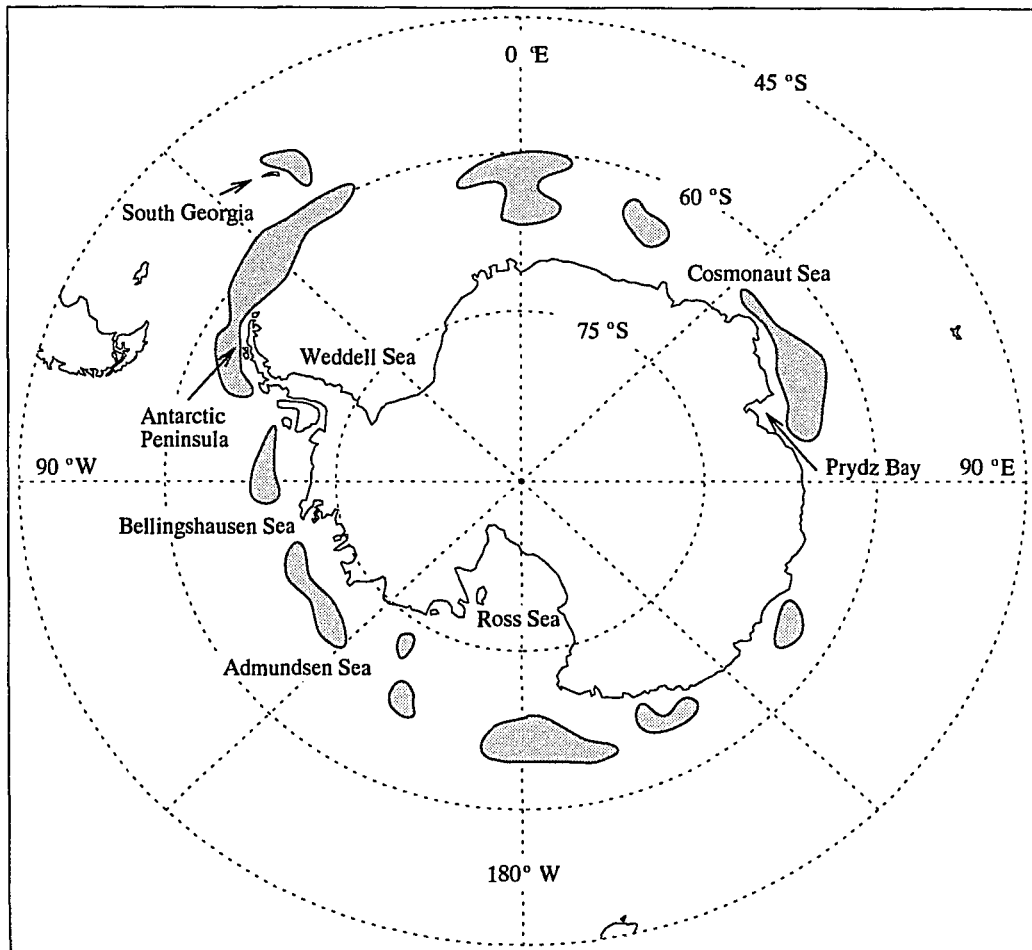 0 °E
45 °S
60 °S
South Georgia
Cosmonaut Sea
75 °S
Weddell Sea
Antarctic
Peninsula
90 °W
Prydz Bay
90 °E
Bellingshausen Sea
Ross Sea
Admundsen Sea
180° W